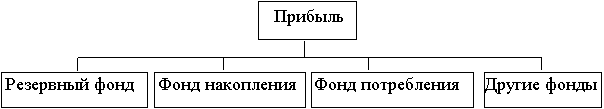 Прибыль
Резервный фонд
Фонд накопления
Фонд потребления
Другие фонды